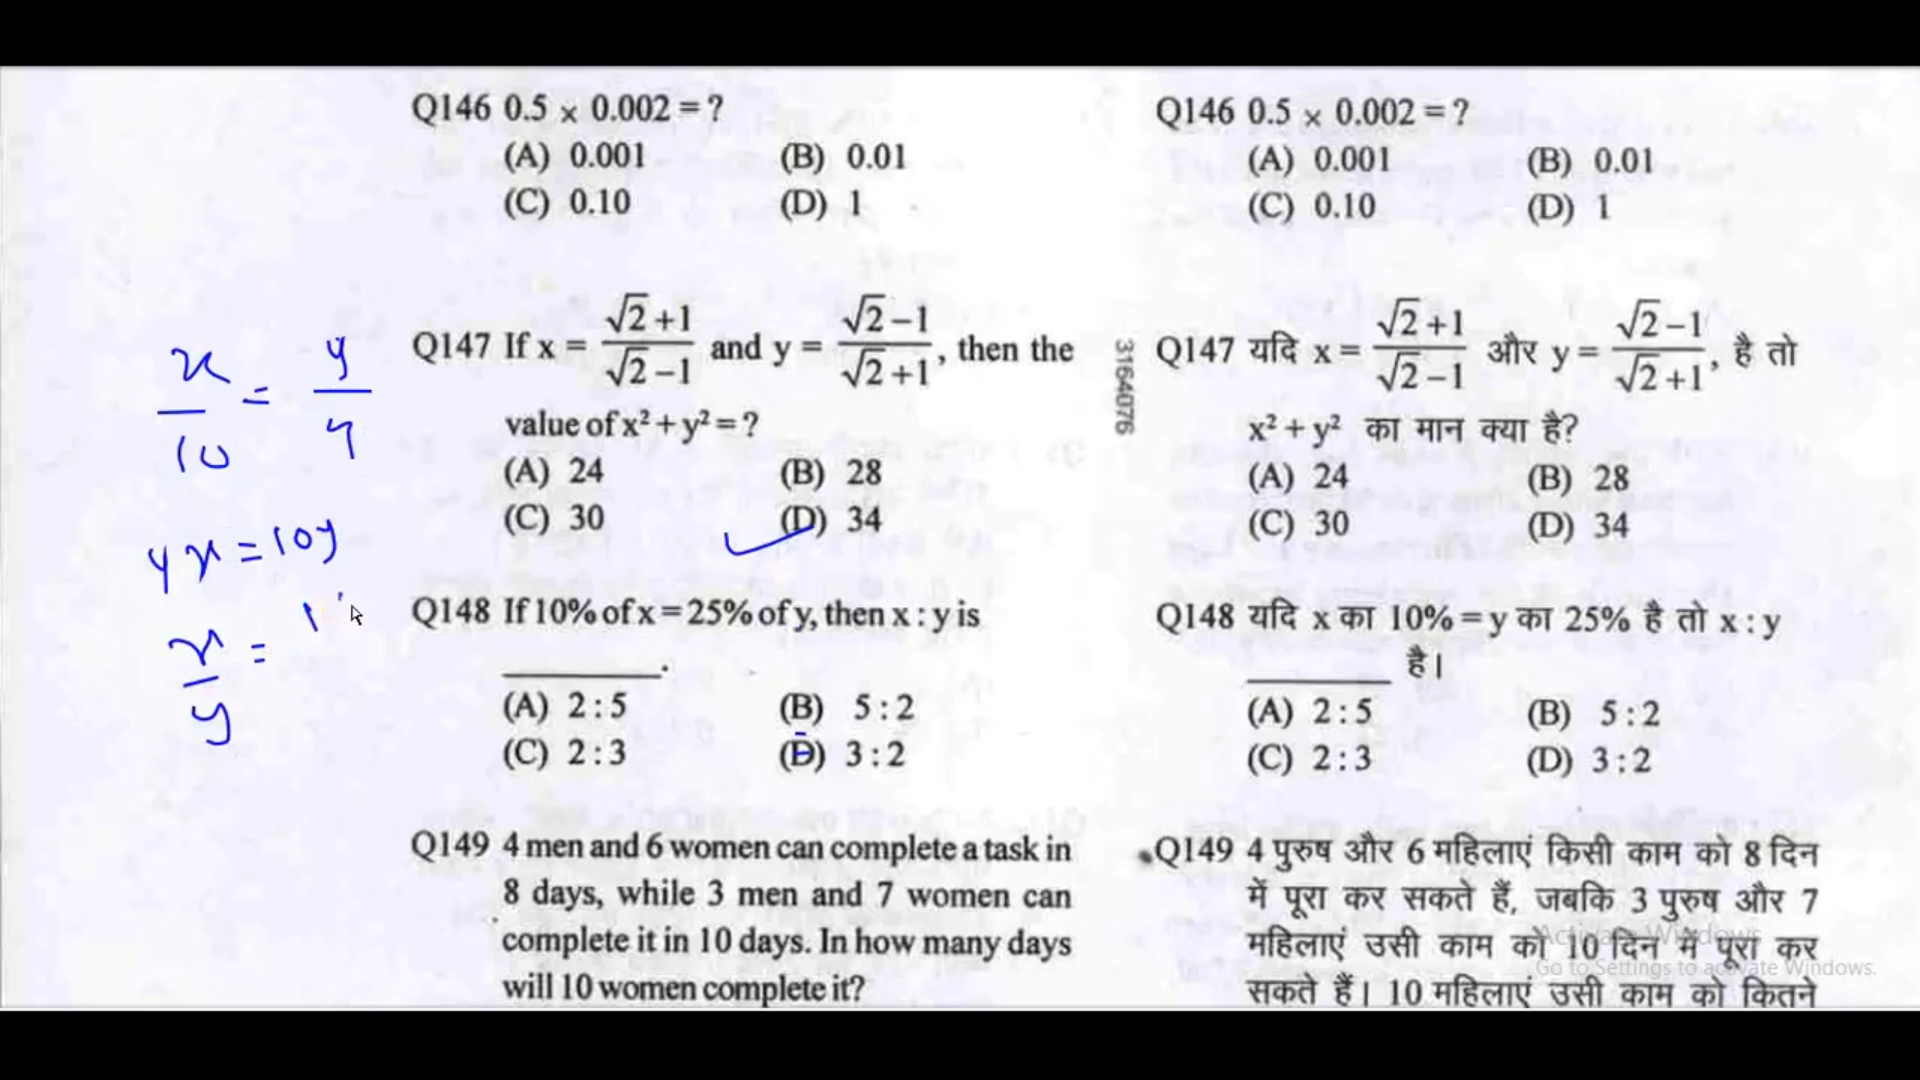 Q146 0.5 × 0.002 = ?
(A) 0.001 (B) 0.01
(C) 0.10 (D) 1
Q147 If x = (√2+1)/(√2−1) and y = (√2−1)/(√2+1), then the
value of x² + y² = ?
(A) 24 (B) 28
(C) 30 (D) 34
Q148 If 10% of x = 25% of y, then x : y is
________.
(A) 2 : 5 (B) 5 : 2
(C) 2 : 3 (D) 3 : 2
Q149 4 men and 6 women can complete a task in
8 days, while 3 men and 7 women can
complete it in 10 days. In how many days
will 10 women complete it?
x/10 = y/4
4x = 10y
x/y = 1
3164076
Q146 0.5 × 0.002 = ?
(A) 0.001 (B) 0.01
(C) 0.10 (D) 1
Q147 यदि x = (√2+1)/(√2−1) और y = (√2−1)/(√2+1), है तो
x² + y² का मान क्या है?
(A) 24 (B) 28
(C) 30 (D) 34
Q148 यदि x का 10% = y का 25% है तो x : y
________ है।
(A) 2 : 5 (B) 5 : 2
(C) 2 : 3 (D) 3 : 2
Q149 4 पुरुष और 6 महिलाएं किसी काम को 8 दिन
में पूरा कर सकते हैं, जबकि 3 पुरुष और 7
महिलाएं उसी काम को 10 दिन में पूरा कर
सकते हैं। 10 महिलाएं उसी काम को कितने
Activate Windows
Go to Settings to activate Windows.